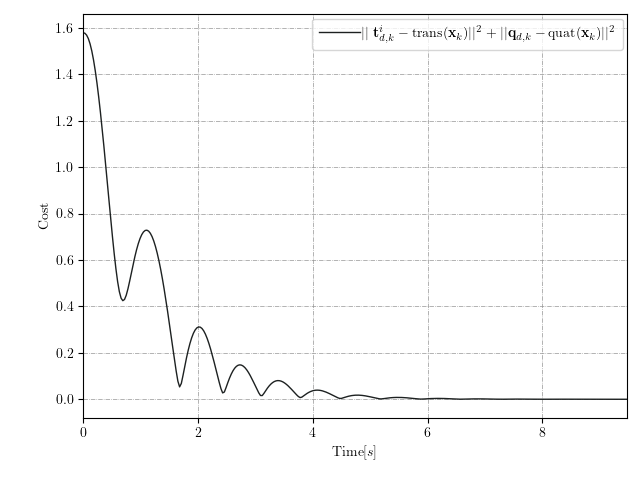 || t^i_{d,k} − trans(x_k)||^2 + ||q_{d,k} − quat(x_k)||^2
1.6
1.4
1.2
1.0
0.8
0.6
0.4
0.2
0.0
Cost
0 2 4 6 8
Time[s]